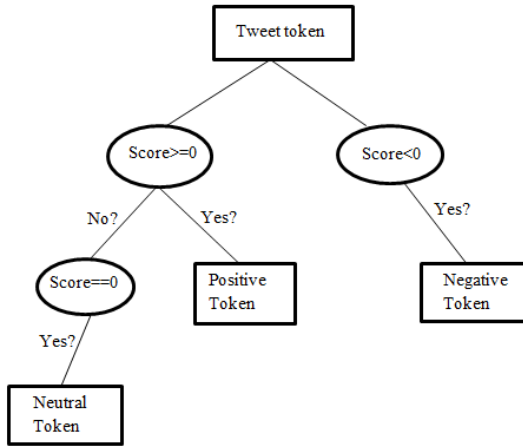 Tweet token
Score>=0
Score<0
No?
Yes?
Yes?
Score==0
Positive
Token
Negative
Token
Yes?
Neutral
Token